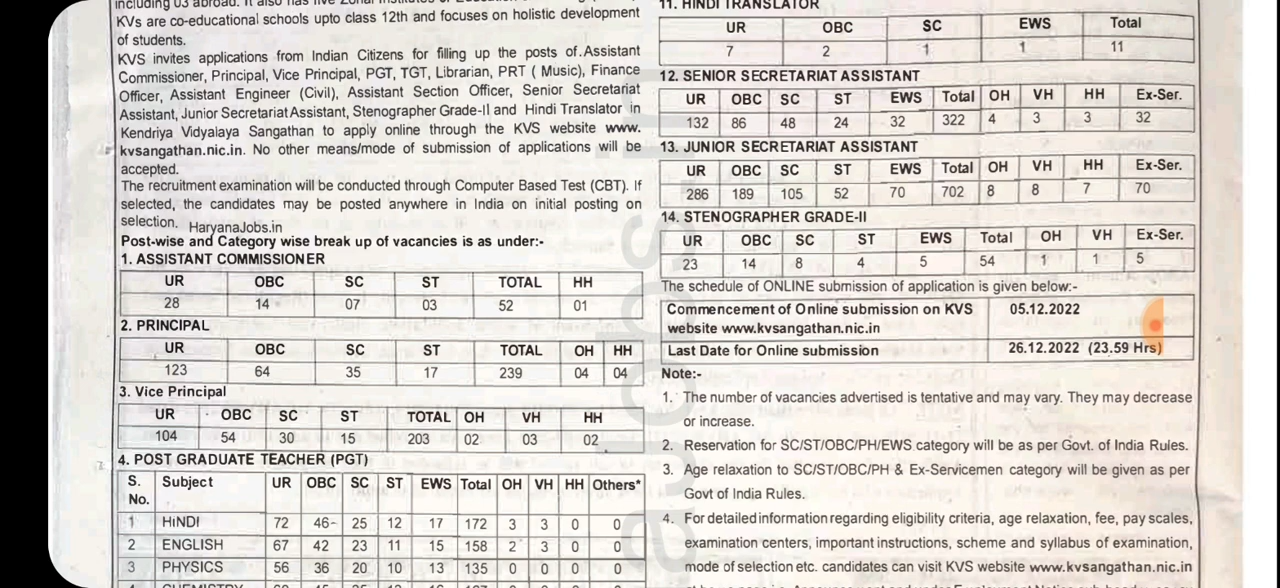 including 03 abroad. It also has five Zonal Institutes of
KVs are co-educational schools upto class 12th and focuses on holistic development
of students.
KVS invites applications from Indian Citizens for filling up the posts of Assistant
Commissioner, Principal, Vice Principal, PGT, TGT, Librarian, PRT ( Music), Finance
Officer, Assistant Engineer (Civil), Assistant Section Officer, Senior Secretariat
Assistant, Junior Secretariat Assistant, Stenographer Grade-II and Hindi Translator in
Kendriya Vidyalaya Sangathan to apply online through the KVS website www.
kvsangathan.nic.in. No other means/mode of submission of applications will be
accepted.
The recruitment examination will be conducted through Computer Based Test (CBT). If
selected, the candidates may be posted anywhere in India on initial posting on
selection. HaryanaJobs.in
Post-wise and Category wise break up of vacancies is as under:-
1. ASSISTANT COMMISSIONER
UR OBC SC ST TOTAL HH
28 14 07 03 52 01
2. PRINCIPAL
UR OBC SC ST TOTAL OH HH
123 64 35 17 239 04 04
3. Vice Principal
UR OBC SC ST TOTAL OH VH HH
104 54 30 15 203 02 03 02
4. POST GRADUATE TEACHER (PGT)
S. No. Subject UR OBC SC ST EWS Total OH VH HH Others*
1 HINDI 72 46 25 12 17 172 3 3 0 0
2 ENGLISH 67 42 23 11 15 158 2 3 0 0
3 PHYSICS 56 36 20 10 13 135 0 0 0 0
CHEMISTRY
11. HINDI TRANSLATOR
UR OBC SC EWS Total
7 2 1 1 11
12. SENIOR SECRETARIAT ASSISTANT
UR OBC SC ST EWS Total OH VH HH Ex-Ser.
132 86 48 24 32 322 4 3 3 32
13. JUNIOR SECRETARIAT ASSISTANT
UR OBC SC ST EWS Total OH VH HH Ex-Ser.
286 189 105 52 70 702 8 8 7 70
14. STENOGRAPHER GRADE-II
UR OBC SC ST EWS Total OH VH Ex-Ser.
23 14 8 4 5 54 1 1 5
The schedule of ONLINE submission of application is given below:-
Commencement of Online submission on KVS 05.12.2022
website www.kvsangathan.nic.in
Last Date for Online submission 26.12.2022 (23.59 Hrs)
Note:-
1. The number of vacancies advertised is tentative and may vary. They may decrease
or increase.
2. Reservation for SC/ST/OBC/PH/EWS category will be as per Govt. of India Rules.
3. Age relaxation to SC/ST/OBC/PH & Ex-Servicemen category will be given as per
Govt of India Rules.
4. For detailed information regarding eligibility criteria, age relaxation, fee, pay scales,
examination centers, important instructions, scheme and syllabus of examination,
mode of selection etc. candidates can visit KVS website www.kvsangathan.nic.in